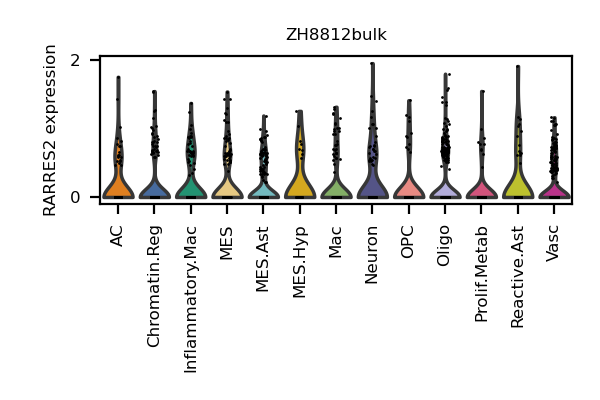 ZH8812bulk
RARRES2 expression
2
0
AC
Chromatin.Reg
Inflammatory.Mac
MES
MES.Ast
MES.Hyp
Mac
Neuron
OPC
Oligo
Prolif.Metab
Reactive.Ast
Vasc